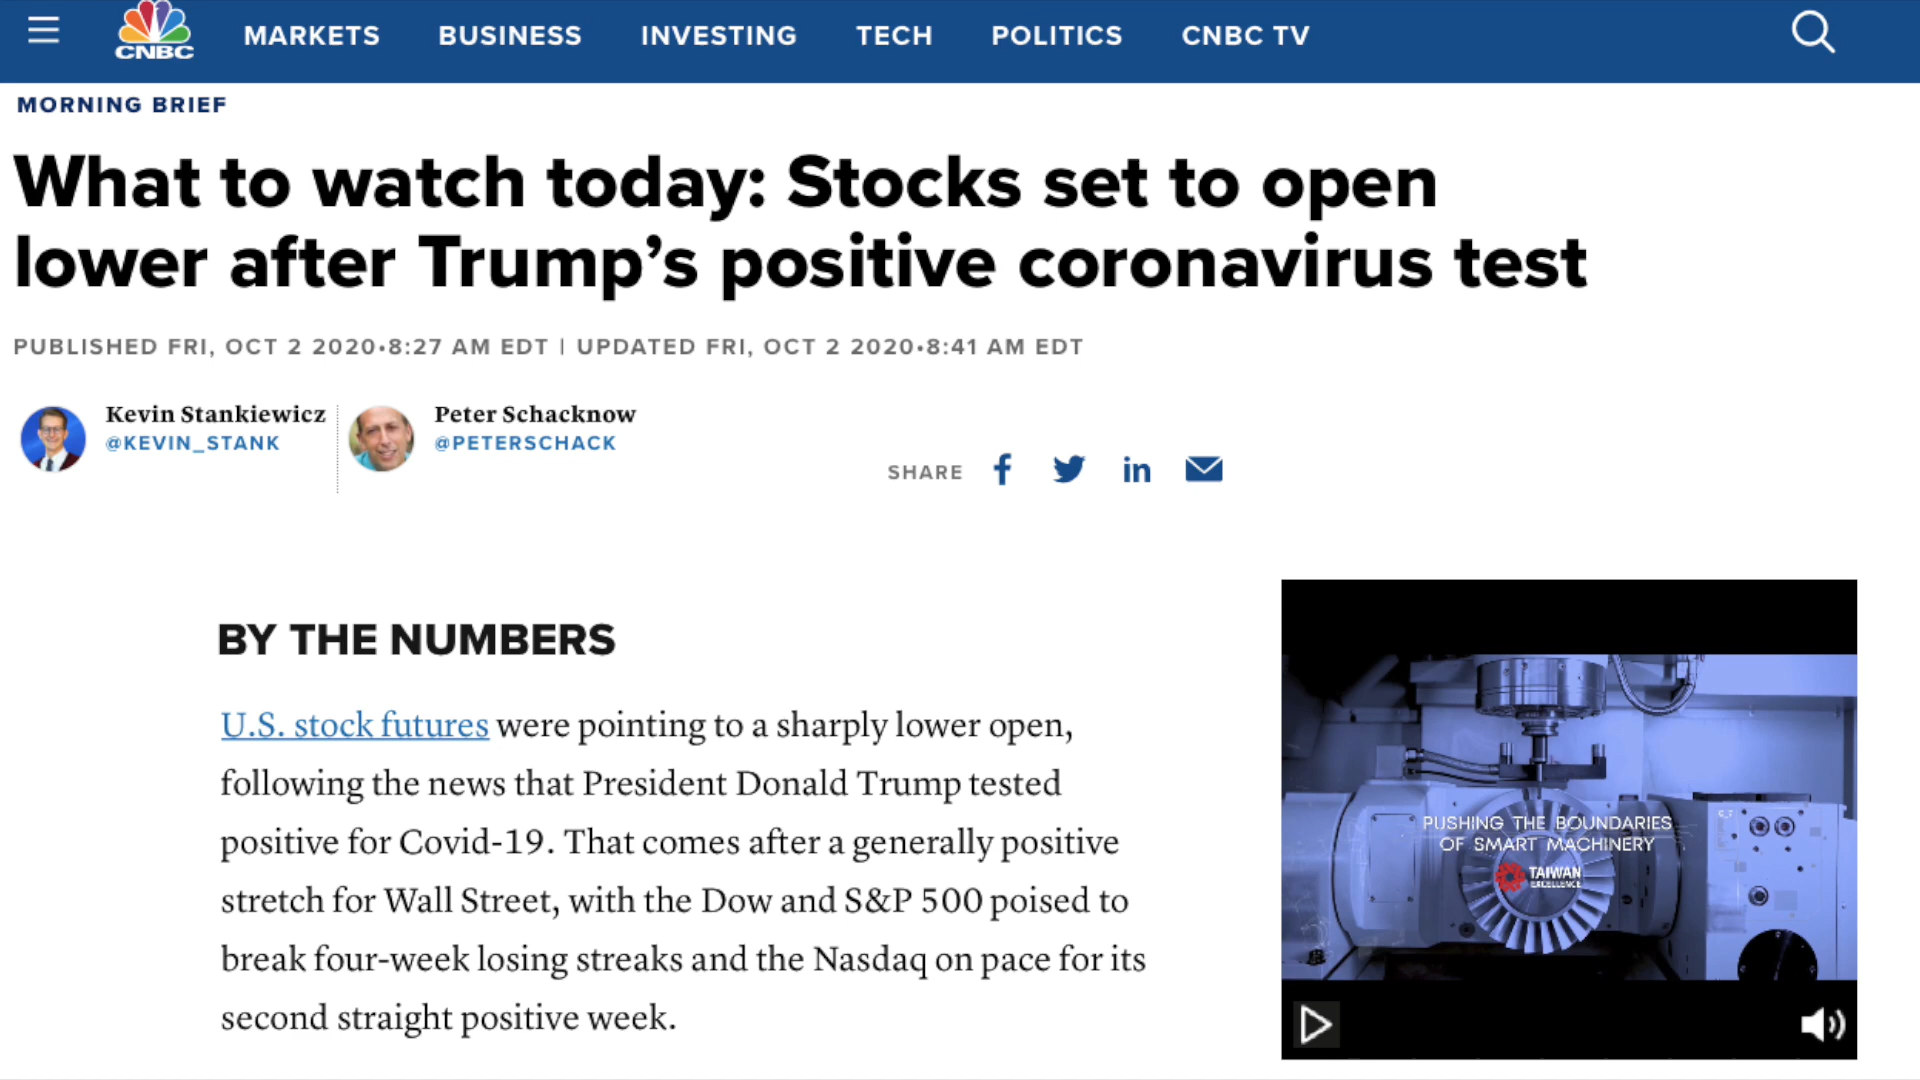 CNBC
MARKETS
BUSINESS
INVESTING
TECH
POLITICS
CNBC TV
MORNING BRIEF
What to watch today: Stocks set to open
lower after Trump’s positive coronavirus test
PUBLISHED FRI, OCT 2 2020•8:27 AM EDT | UPDATED FRI, OCT 2 2020•8:41 AM EDT
Kevin Stankiewicz
@KEVIN_STANK
Peter Schacknow
@PETERSCHACK
SHARE
BY THE NUMBERS
U.S. stock futures were pointing to a sharply lower open,
following the news that President Donald Trump tested
positive for Covid-19. That comes after a generally positive
stretch for Wall Street, with the Dow and S&P 500 poised to
break four-week losing streaks and the Nasdaq on pace for its
second straight positive week.
PUSHING THE BOUNDARIES
OF SMART MACHINERY
TAIWAN
EXCELLENCE